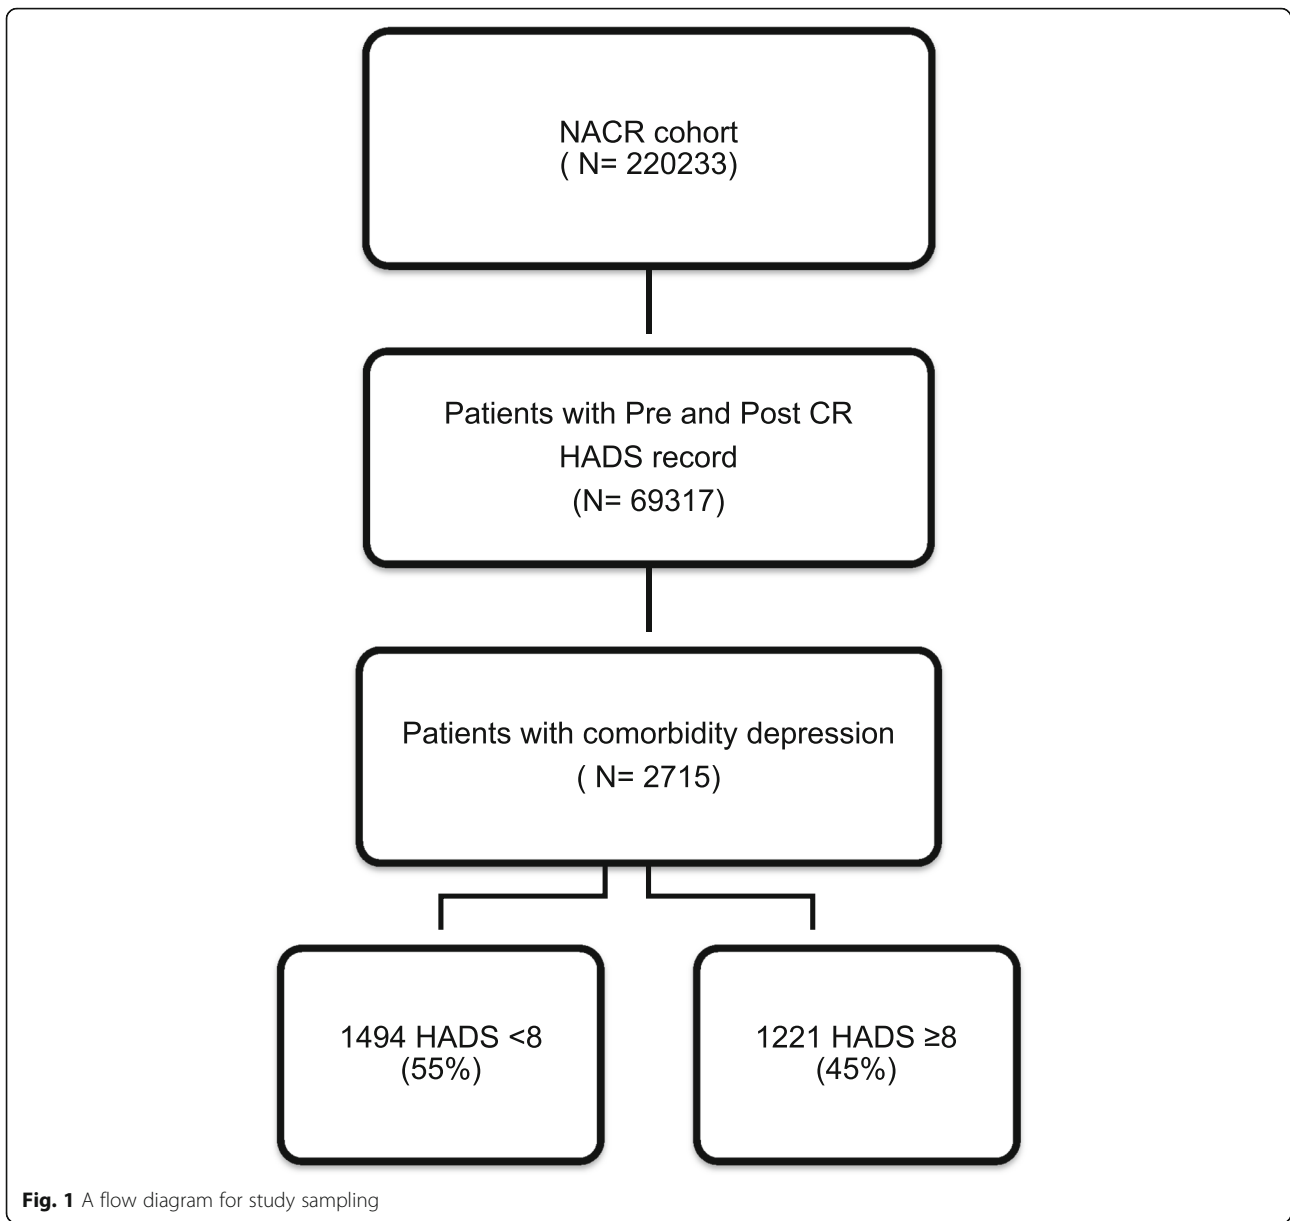 NACR cohort
( N= 220233)
Patients with Pre and Post CR
HADS record
(N= 69317)
Patients with comorbidity depression
( N= 2715)
1494 HADS <8
(55%)
1221 HADS ≥8
(45%)
Fig. 1 A flow diagram for study sampling